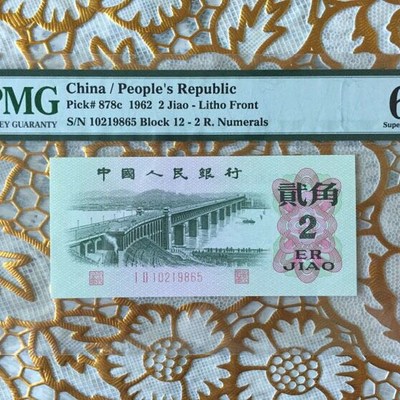 PMG
China / People's Republic
Pick# 878c 1962 2 Jiao - Litho Front
EY GUARANTY
S/N 10219865 Block 12 - 2 R. Numerals
6
Supe
中國人民銀行
貳角
2
ER
JIAO
I II 10219865